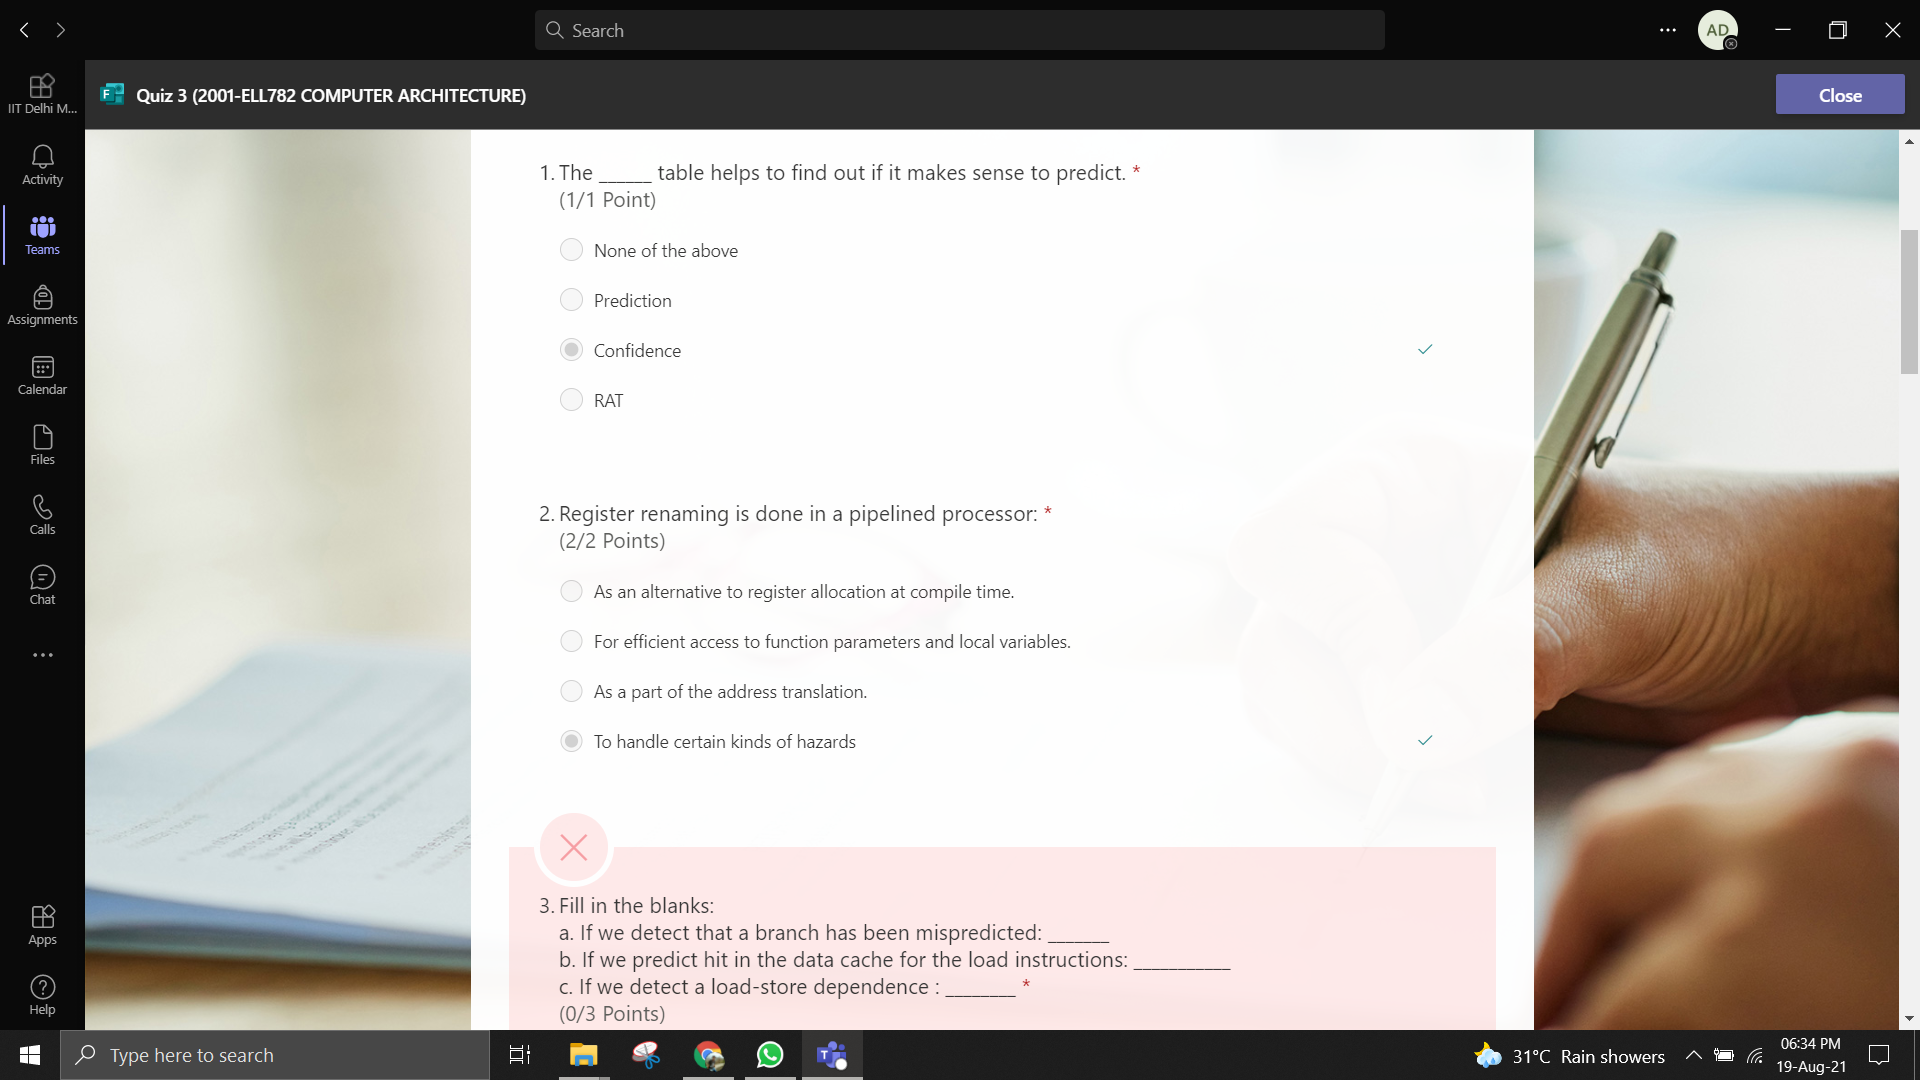 Search
AD
IIT Delhi M...
Quiz 3 (2001-ELL782 COMPUTER ARCHITECTURE)
Close
Activity
Teams
Assignments
Calendar
Files
Calls
Chat
Apps
Help
1. The ______ table helps to find out if it makes sense to predict. *
(1/1 Point)
None of the above
Prediction
Confidence
RAT
2. Register renaming is done in a pipelined processor: *
(2/2 Points)
As an alternative to register allocation at compile time.
For efficient access to function parameters and local variables.
As a part of the address translation.
To handle certain kinds of hazards
3. Fill in the blanks:
a. If we detect that a branch has been mispredicted: _______
b. If we predict hit in the data cache for the load instructions: ___________
c. If we detect a load-store dependence : ________ *
(0/3 Points)
Type here to search
31°C Rain showers
06:34 PM
19-Aug-21